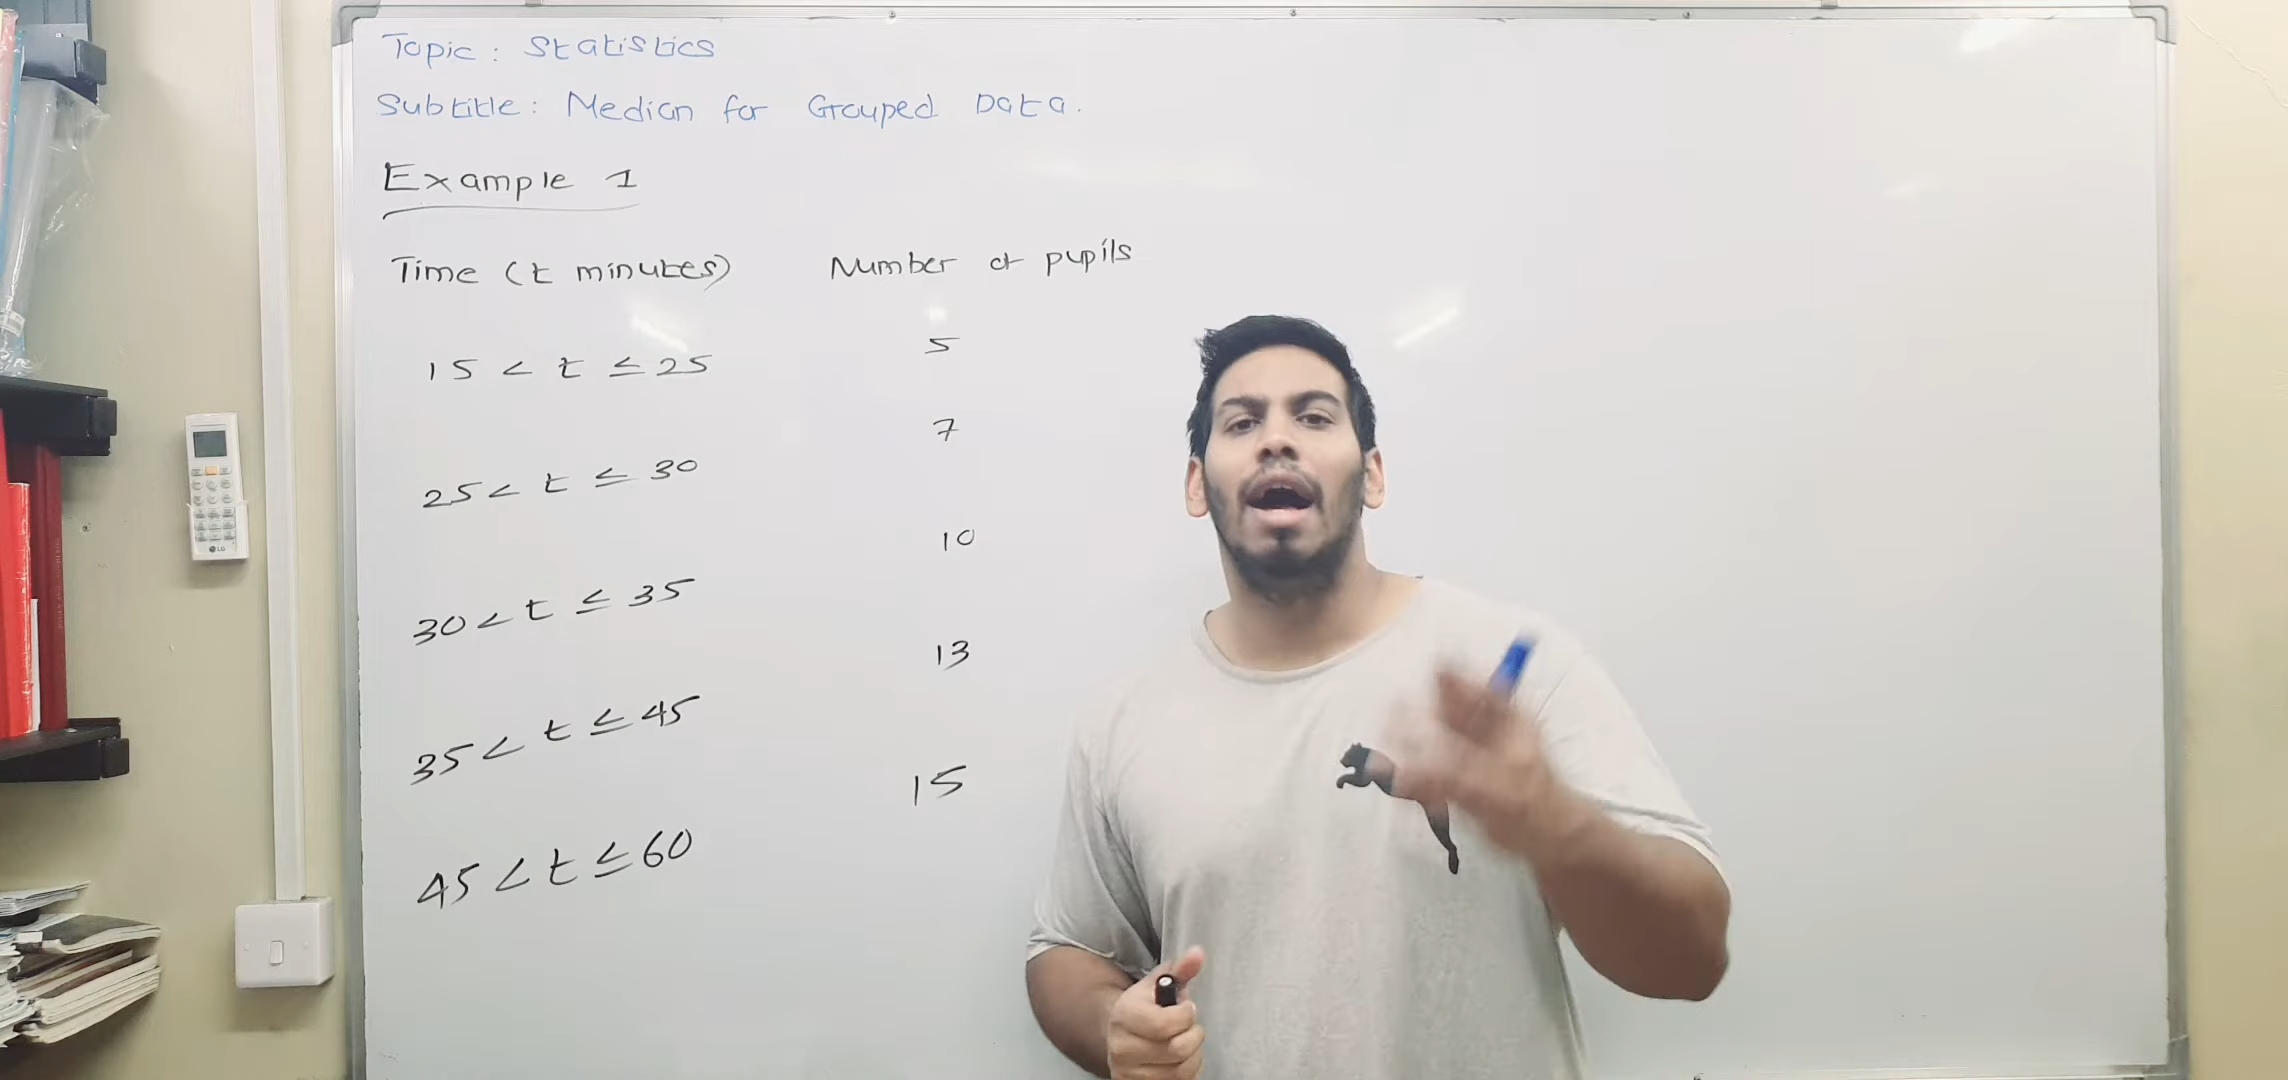 Topic: Statistics
Subtitle: Median for Grouped Data.
Example 1
Time (t minutes) Number of pupils
15 < t ≤ 25 5
25 < t ≤ 30 7
30 < t ≤ 35 10
35 < t ≤ 45 13
45 < t ≤ 60 15
LG